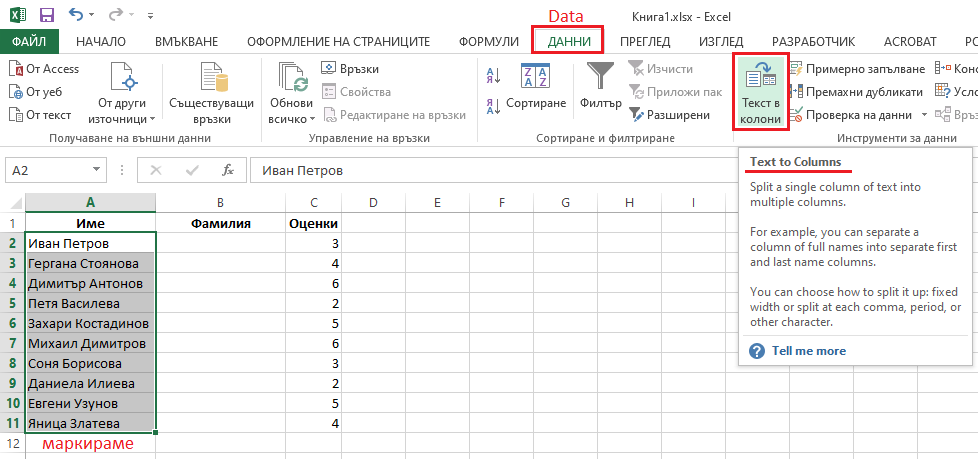 Data
Книга1.xlsx - Excel
ФАЙЛ НАЧАЛО ВМЪКВАНЕ ОФОРМЛЕНИЕ НА СТРАНИЦИТЕ ФОРМУЛИ ДАННИ ПРЕГЛЕД ИЗГЛЕД РАЗРАБОТЧИК ACROBAT РО
От Access
От уеб
От текст
От други
източници
Съществуващи
връзки
Получаване на външни данни
Обнови
всичко
Връзки
Свойства
Редактиране на връзки
Управление на връзки
Сортиране
Филтър
Изчисти
Приложи пак
Разширени
Сортиране и филтриране
Текст в
колони
Примерно запълване
Премахни дубликати
Проверка на данни
Конс
Усло
Връз
Инструменти за данни
A2
fx
Иван Петров
Text to Columns
Split a single column of text into
multiple columns.
For example, you can separate a
column of full names into separate first
and last name columns.
You can choose how to split it up: fixed
width or split at each comma, period, or
other character.
Tell me more
A B C D E F G H I
1 Име Фамилия Оценки
2 Иван Петров 3
3 Гергана Стоянова 4
4 Димитър Антонов 6
5 Петя Василева 2
6 Захари Костадинов 5
7 Михаил Димитров 6
8 Соня Борисова 3
9 Даниела Илиева 2
10 Евгени Узунов 5
11 Яница Златева 4
12 маркираме